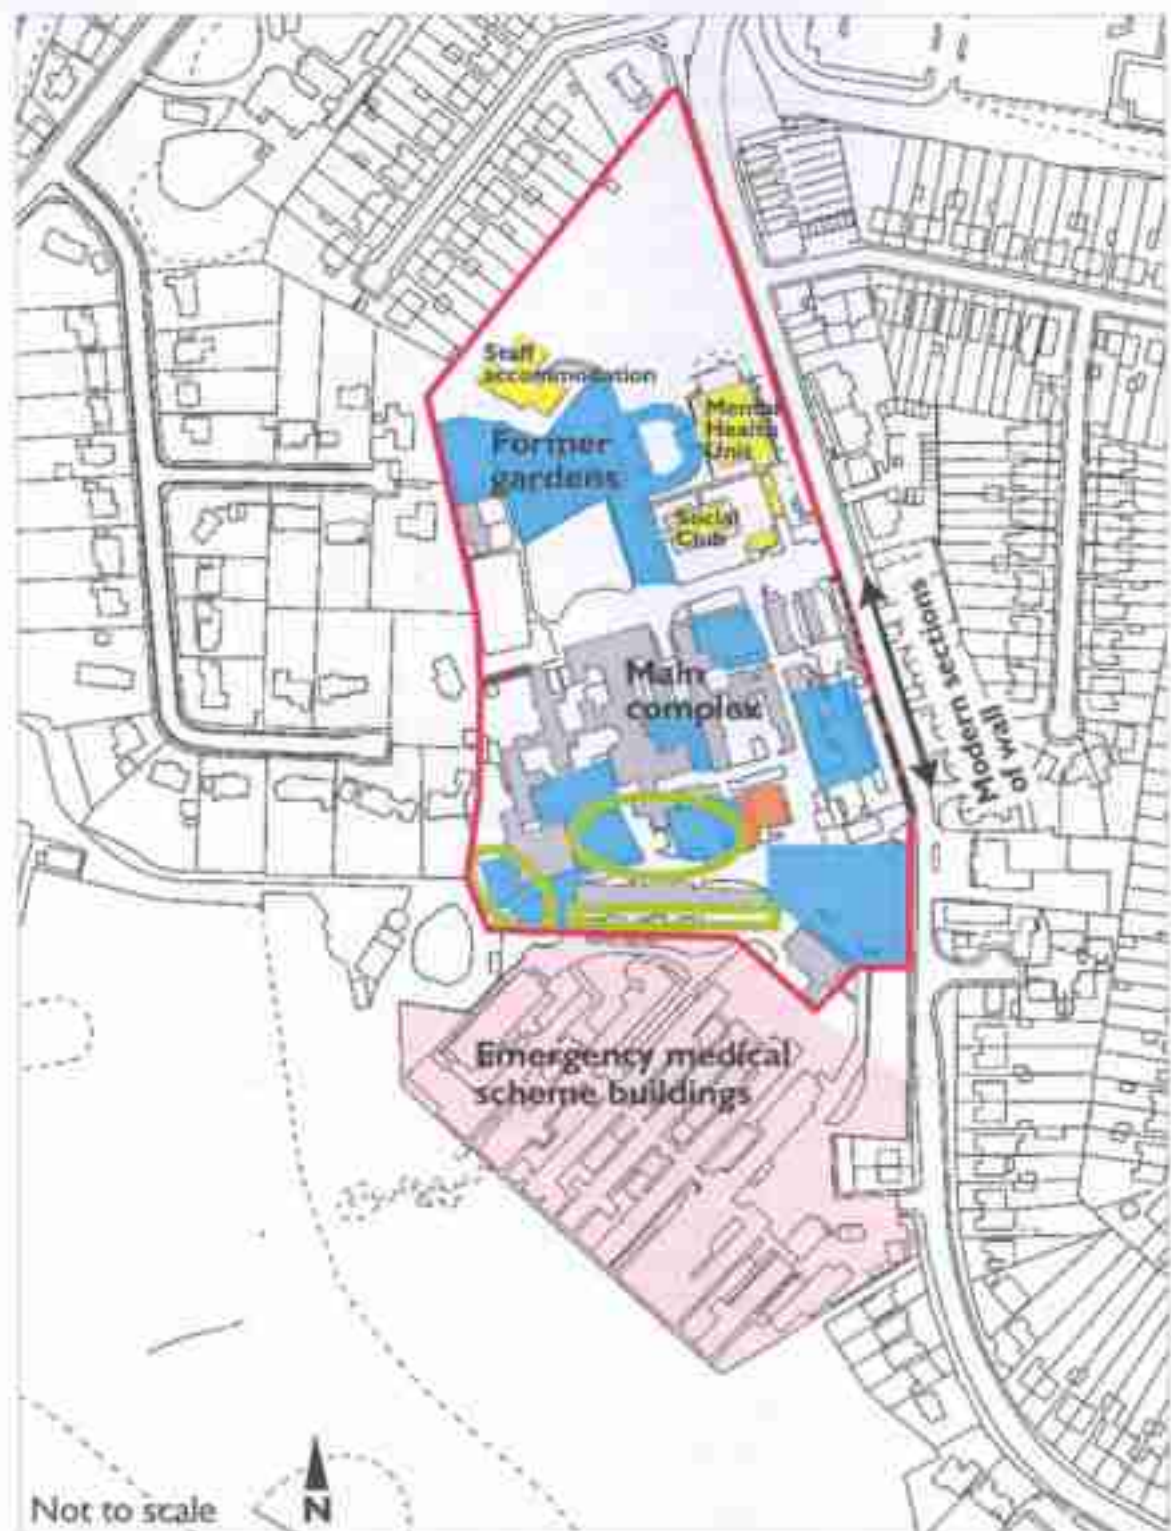 Staff
accommodation
Mental
Health
Unit
Former
gardens
Social
Club
Main
complex
Modern sections
of wall
Emergency medical
scheme buildings
Not to scale
N